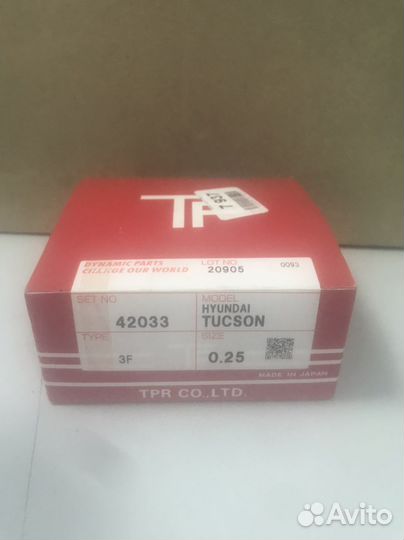 TP
DYNAMIC PARTS
CHANGE OUR WORLD
LOT NO
20905
0093
SET NO
42033
MODEL
HYUNDAI
TUCSON
TYPE
3F
SIZE
0.25
MADE IN JAPAN
TPR CO.,LTD.
Avito